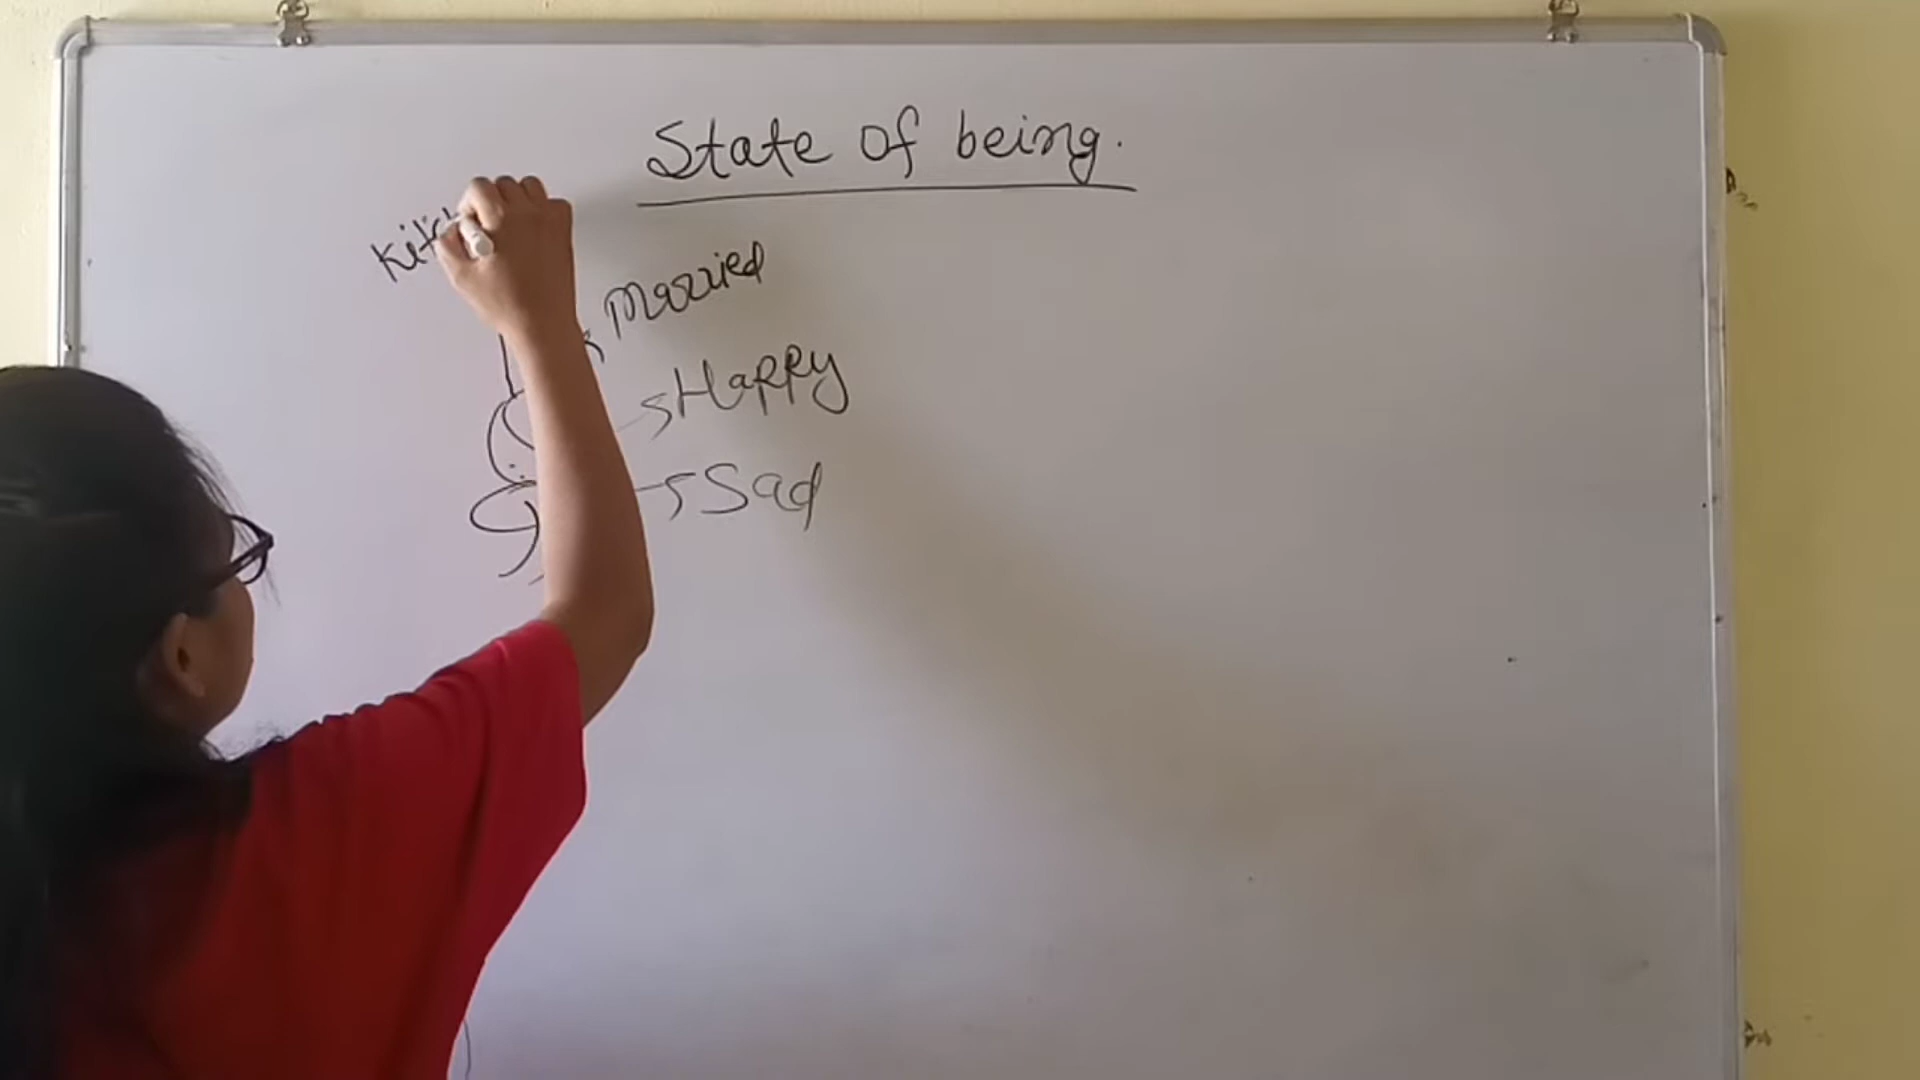 State of being.
Married
Happy
Sad